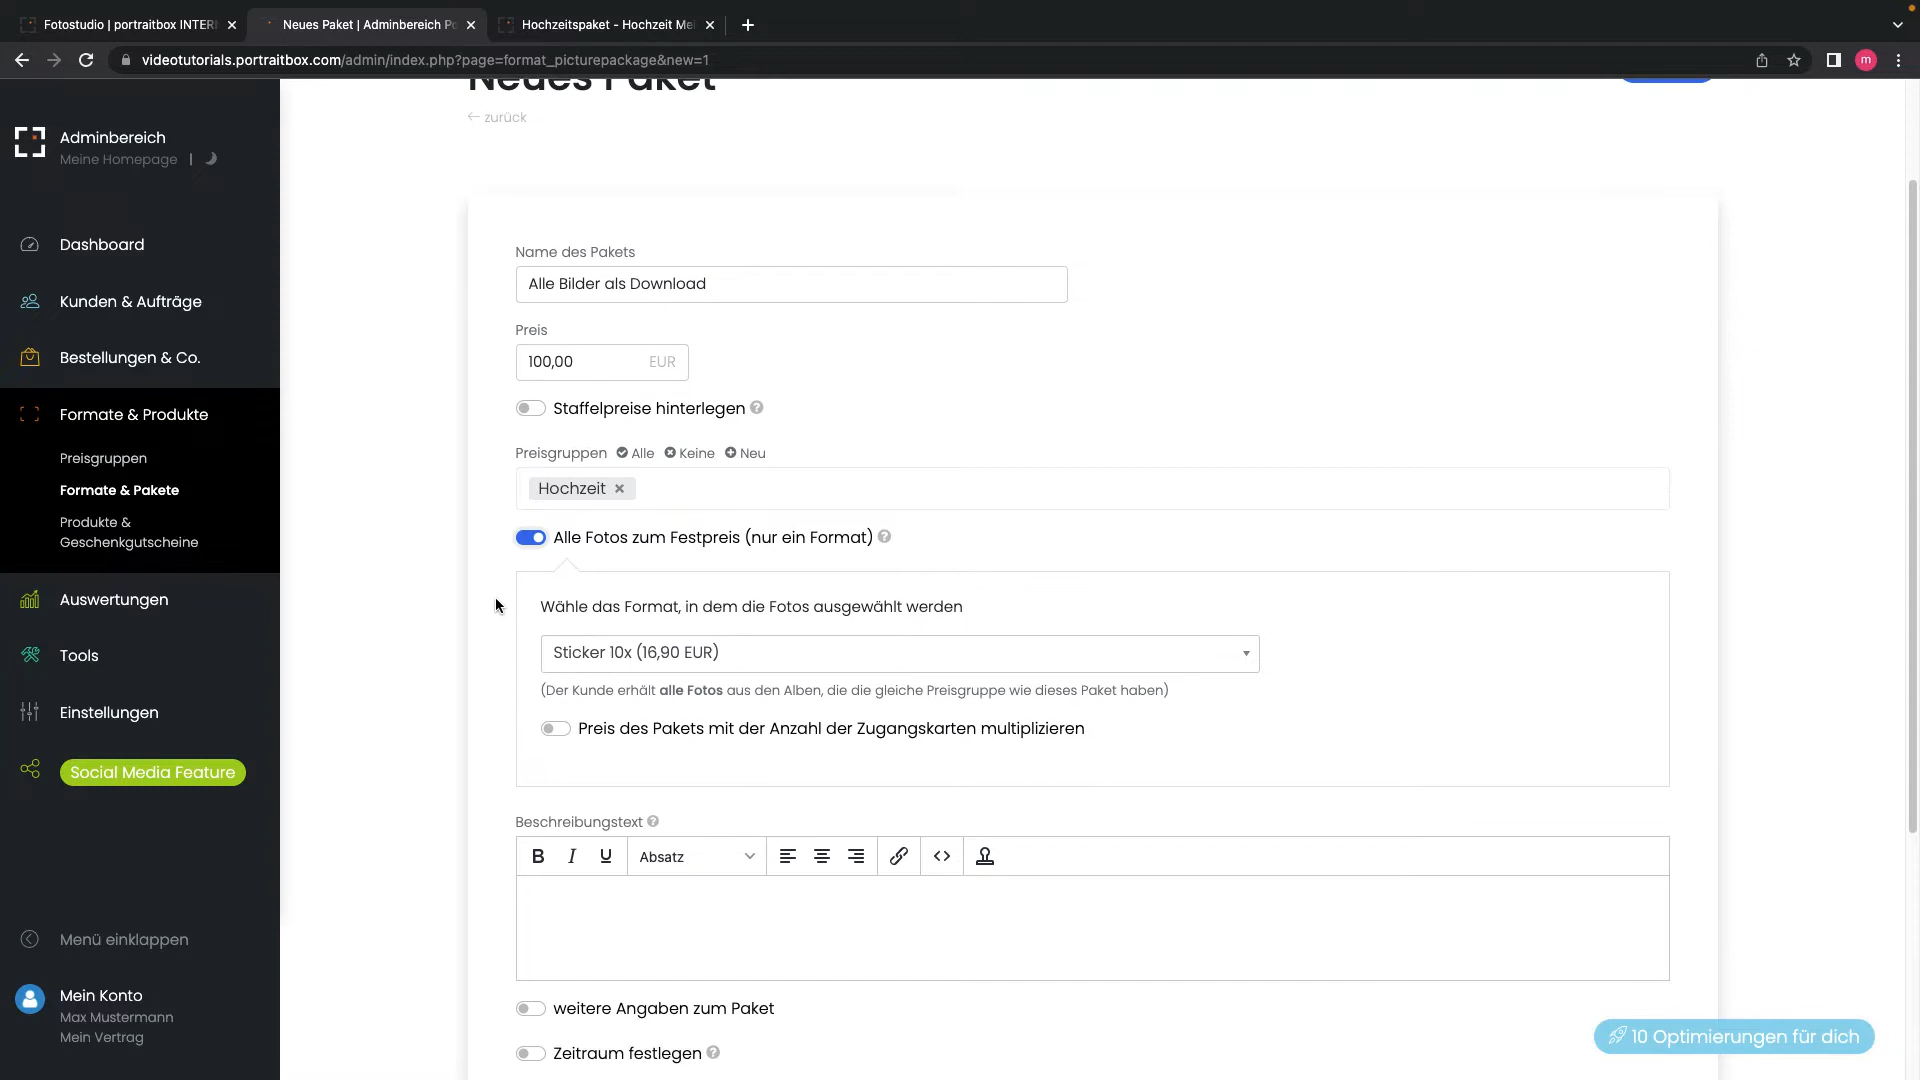 Fotostudio | portraitbox INTER
Neues Paket | Adminbereich Po
Hochzeitspaket - Hochzeit Mei
videotutorials.portraitbox.com/admin/index.php?page=format_picturepackage&new=1
m
Adminbereich
Meine Homepage |
Dashboard
Kunden & Aufträge
Bestellungen & Co.
Formate & Produkte
Preisgruppen
Formate & Pakete
Produkte &
Geschenkgutscheine
Auswertungen
Tools
Einstellungen
Social Media Feature
Menü einklappen
Mein Konto
Max Mustermann
Mein Vertrag
Neues Paket
← zurück
Name des Pakets
Alle Bilder als Download
Preis
100,00 EUR
Staffelpreise hinterlegen ?
Preisgruppen Alle Keine Neu
Hochzeit ×
Alle Fotos zum Festpreis (nur ein Format) ?
Wähle das Format, in dem die Fotos ausgewählt werden
Sticker 10x (16,90 EUR)
(Der Kunde erhält alle Fotos aus den Alben, die die gleiche Preisgruppe wie dieses Paket haben)
Preis des Pakets mit der Anzahl der Zugangskarten multiplizieren
Beschreibungstext ?
B I U Absatz
weitere Angaben zum Paket
Zeitraum festlegen ?
10 Optimierungen für dich